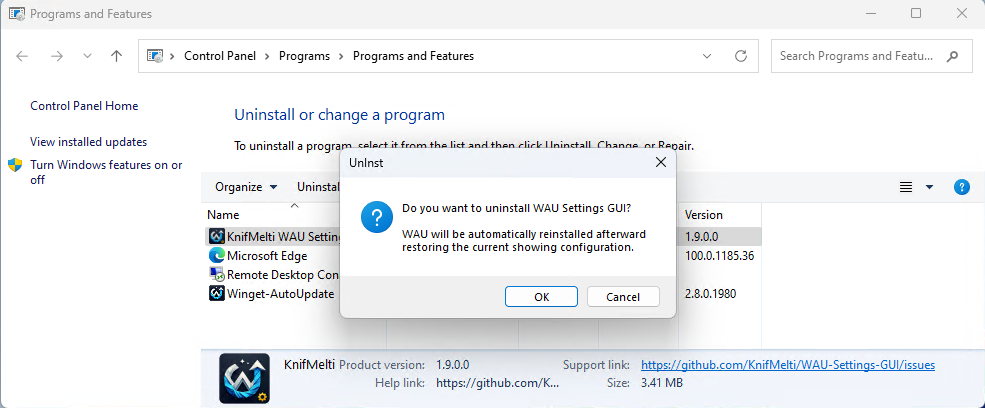 Programs and Features
Control Panel > Programs > Programs and Features
Search Programs and Featu...
Control Panel Home
View installed updates
Turn Windows features on or
off
Uninstall or change a program
To uninstall a program, select it from the list and then click Uninstall, Change, or Repair.
Organize
Uninstal
Name
Version
KnifMelti WAU Settin
1.9.0.0
Microsoft Edge
100.0.1185.36
Remote Desktop Con
Winget-AutoUpdate
2.8.0.1980
UnInst
Do you want to uninstall WAU Settings GUI?
WAU will be automatically reinstalled afterward
restoring the current showing configuration.
OK
Cancel
KnifMelti Product version: 1.9.0.0
Support link: https://github.com/KnifMelti/WAU-Settings-GUI/issues
Help link: https://github.com/K...
Size: 3.41 MB